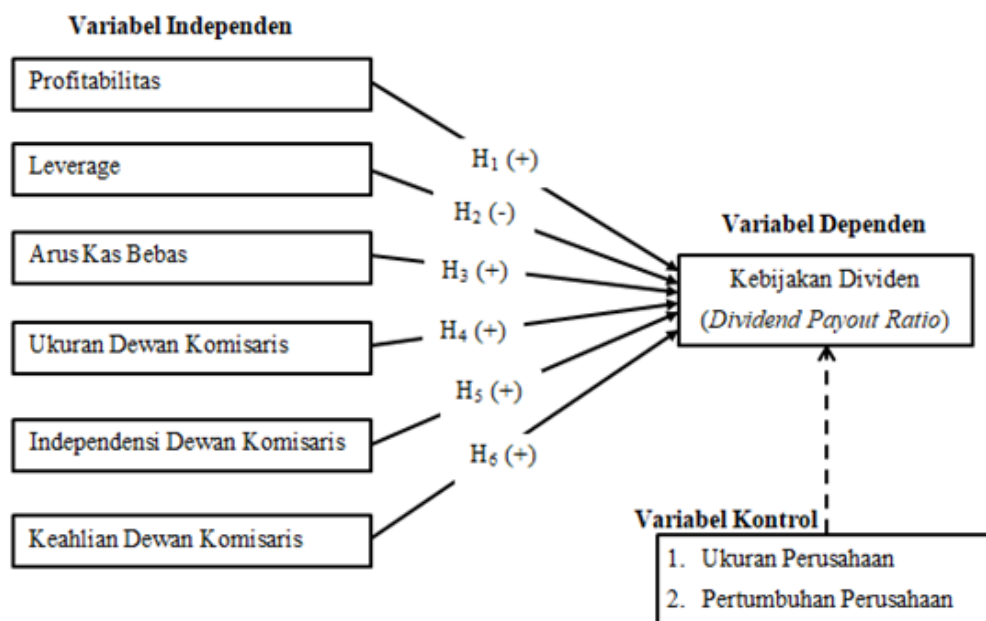 Variabel Independen
Profitabilitas
Leverage
Arus Kas Bebas
Ukuran Dewan Komisaris
Independensi Dewan Komisaris
Keahlian Dewan Komisaris
H₁ (+)
H₂ (-)
H₃ (+)
H₄ (+)
H₅ (+)
H₆ (+)
Variabel Dependen
Kebijakan Dividen
(Dividend Payout Ratio)
Variabel Kontrol
1. Ukuran Perusahaan
2. Pertumbuhan Perusahaan